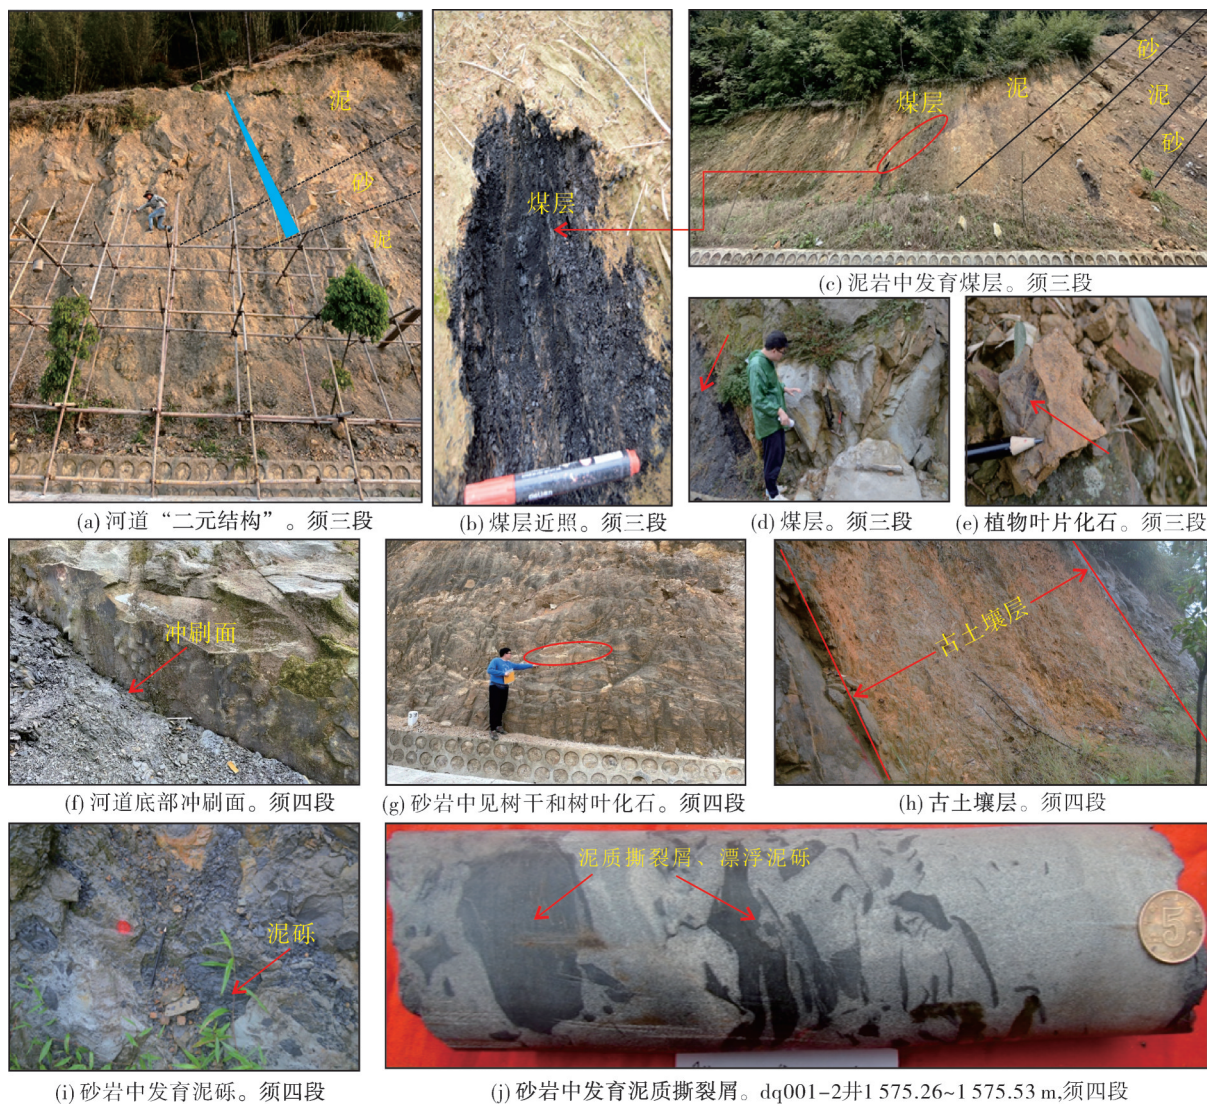 泥
砂
泥
(a) 河道“二元结构”。须三段
煤层
(b) 煤层近照。须三段
煤层
泥
砂
泥
砂
(c) 泥岩中发育煤层。须三段
(d) 煤层。须三段
(e) 植物叶片化石。须三段
冲刷面
(f) 河道底部冲刷面。须四段
(g) 砂岩中见树干和树叶化石。须四段
古土壤层
(h) 古土壤层。须四段
泥砾
(i) 砂岩中发育泥砾。须四段
泥质撕裂屑、漂浮泥砾
5
(j) 砂岩中发育泥质撕裂屑。dq001-2井1 575.26~1 575.53 m,须四段